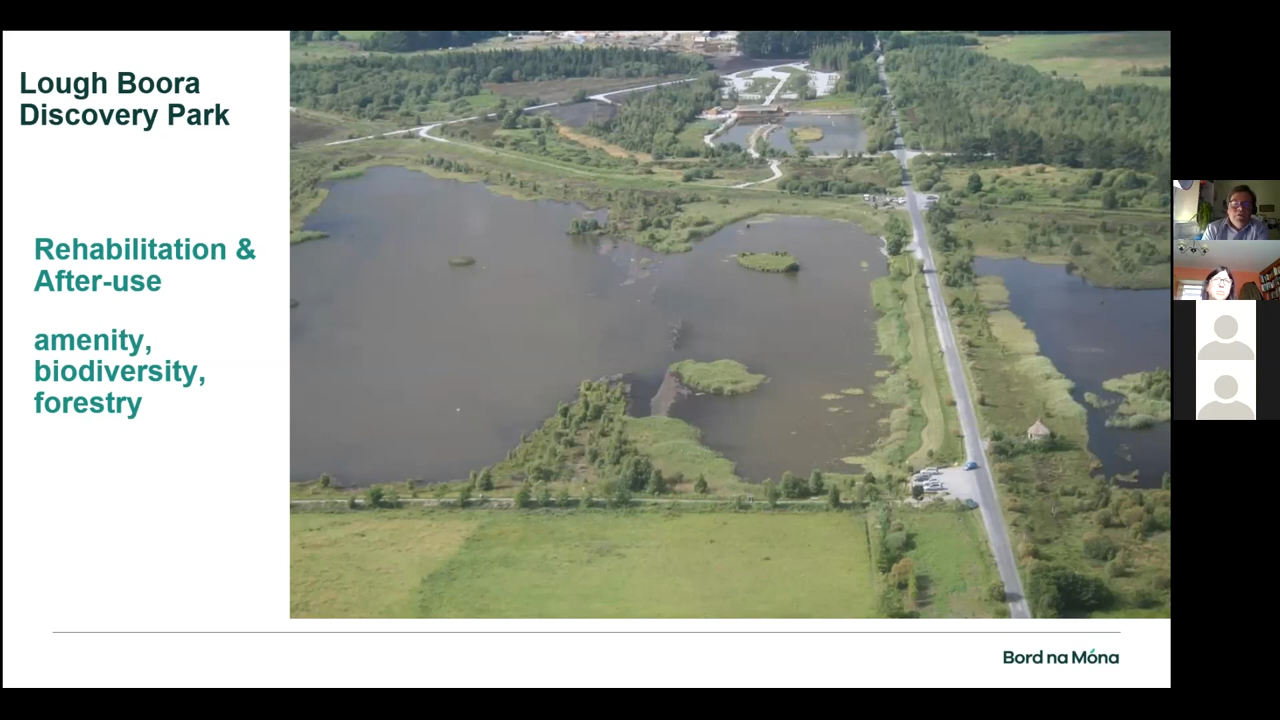 Lough Boora
Discovery Park
Rehabilitation &
After-use
amenity,
biodiversity,
forestry
Bord na Móna